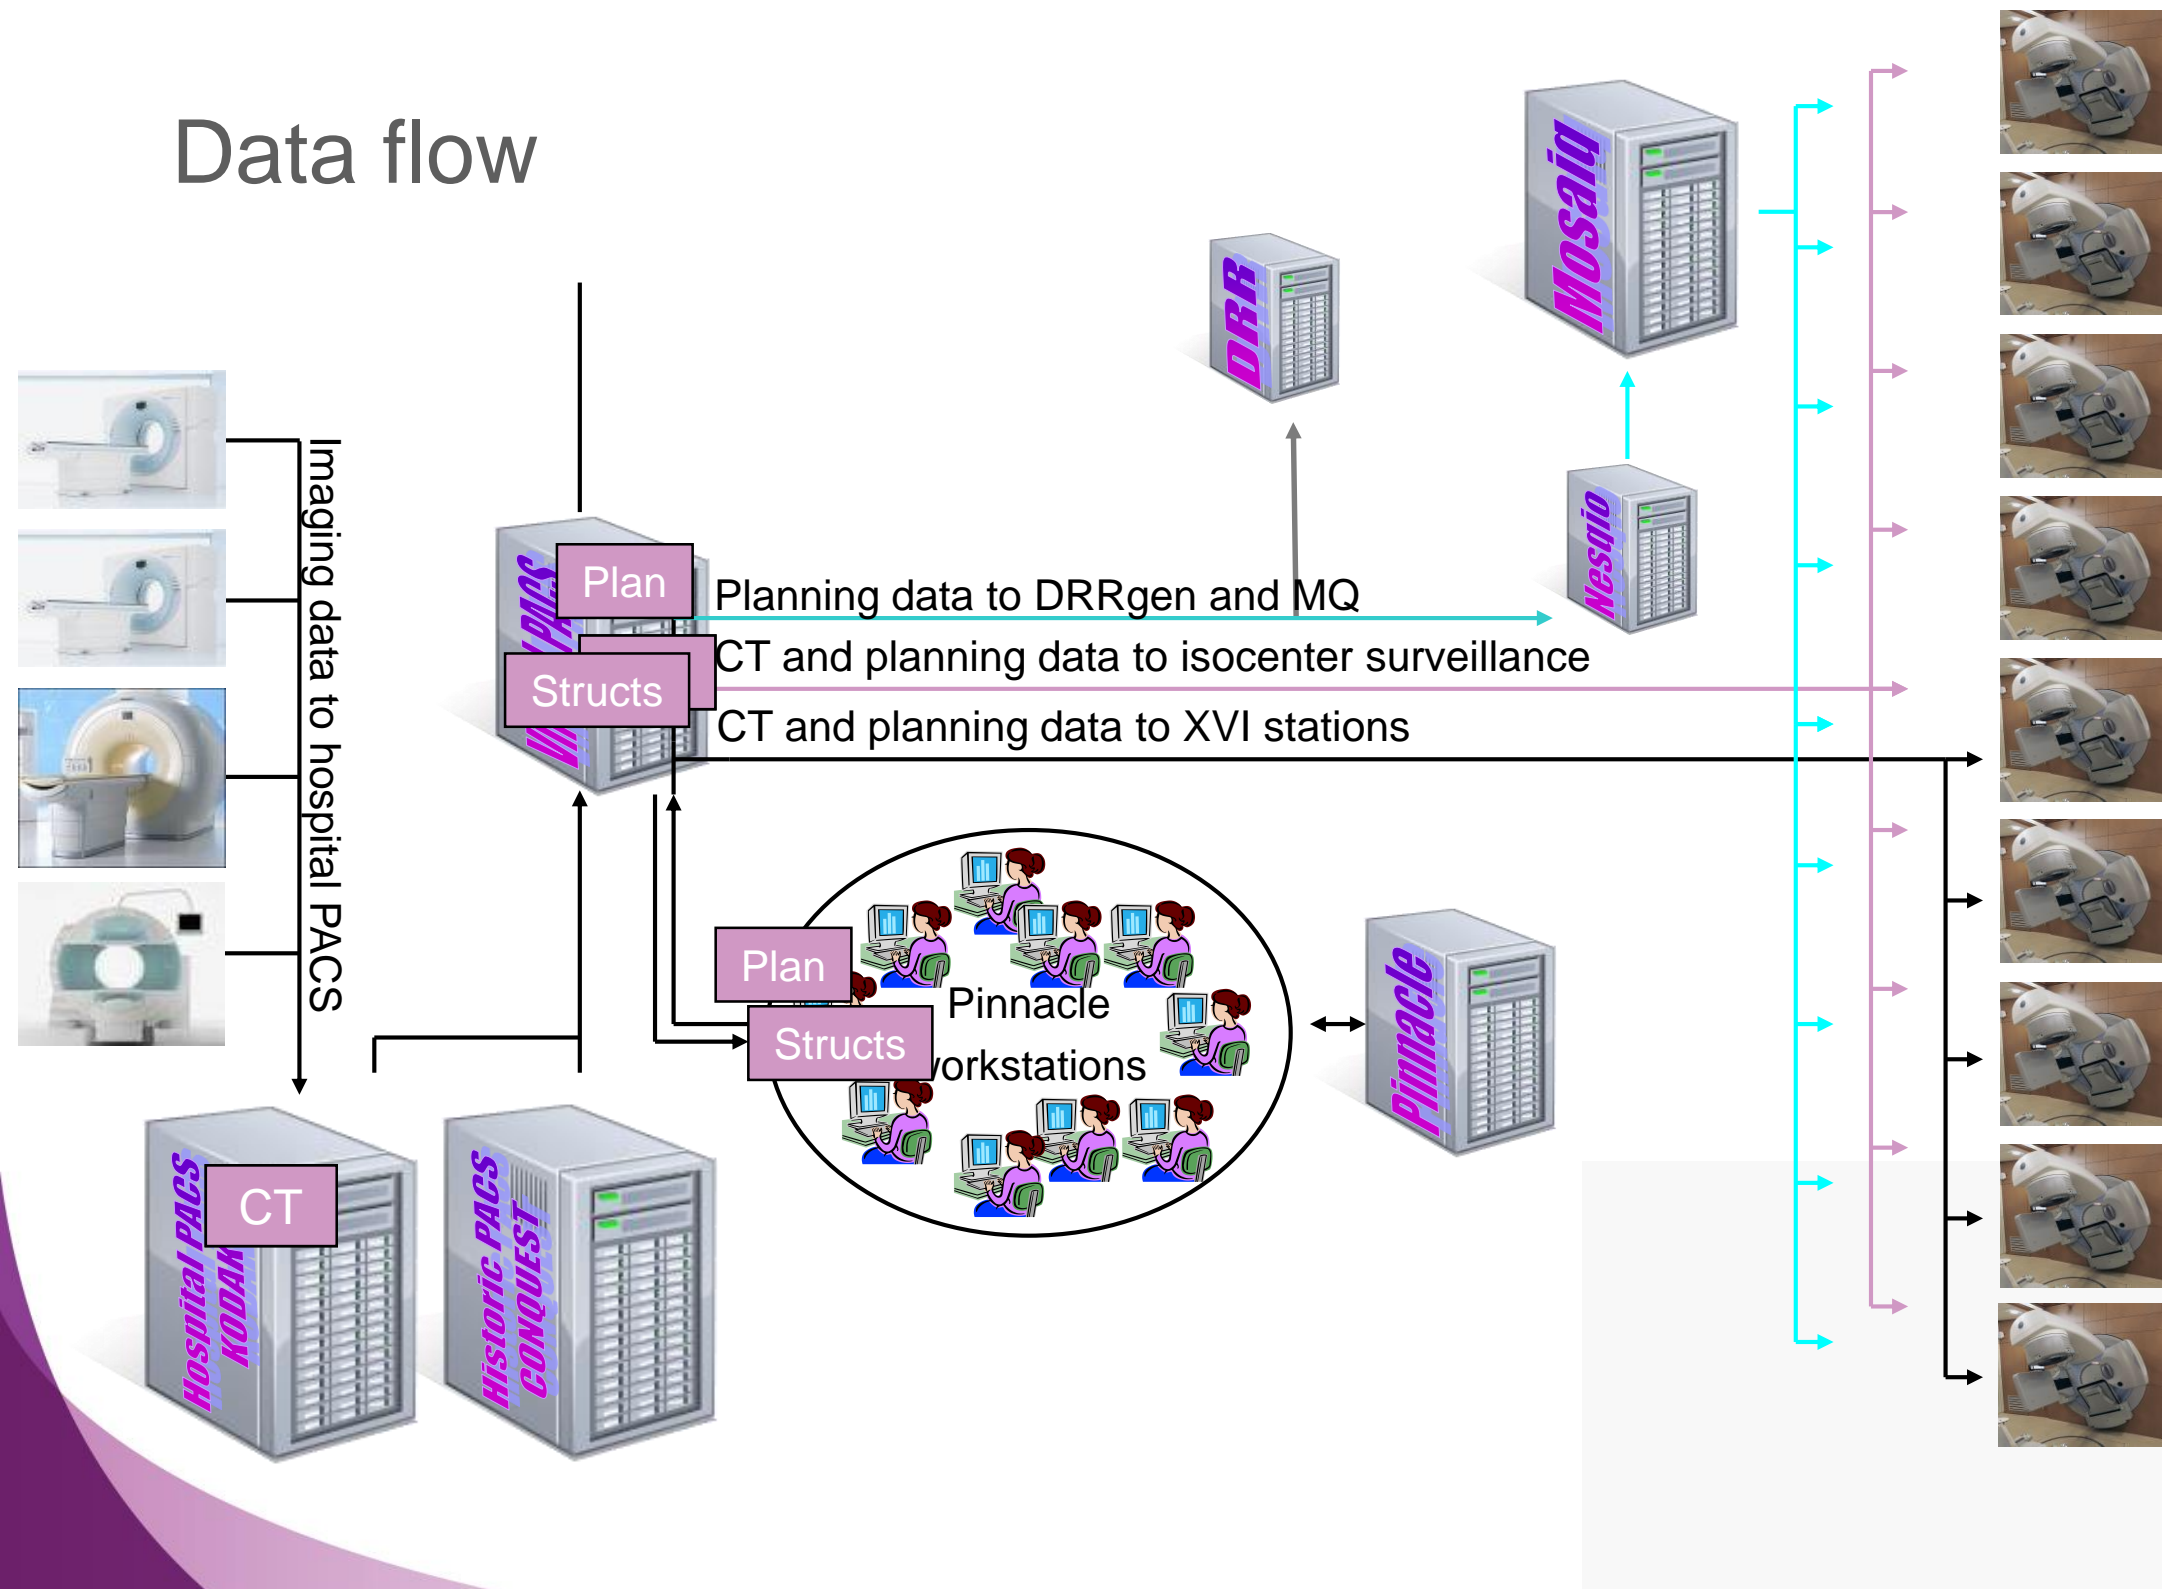 Data flow
Mosaiq
DRR
Imaging data to hospital PACS
Nesqio
PACS
Plan
Planning data to DRRgen and MQ
CT and planning data to isocenter surveillance
Structs
CT and planning data to XVI stations
Plan
Pinnacle
Structs
workstations
Pinnacle
Hospital PACS
KODAK
CT
Historic PACS
CONQUEST